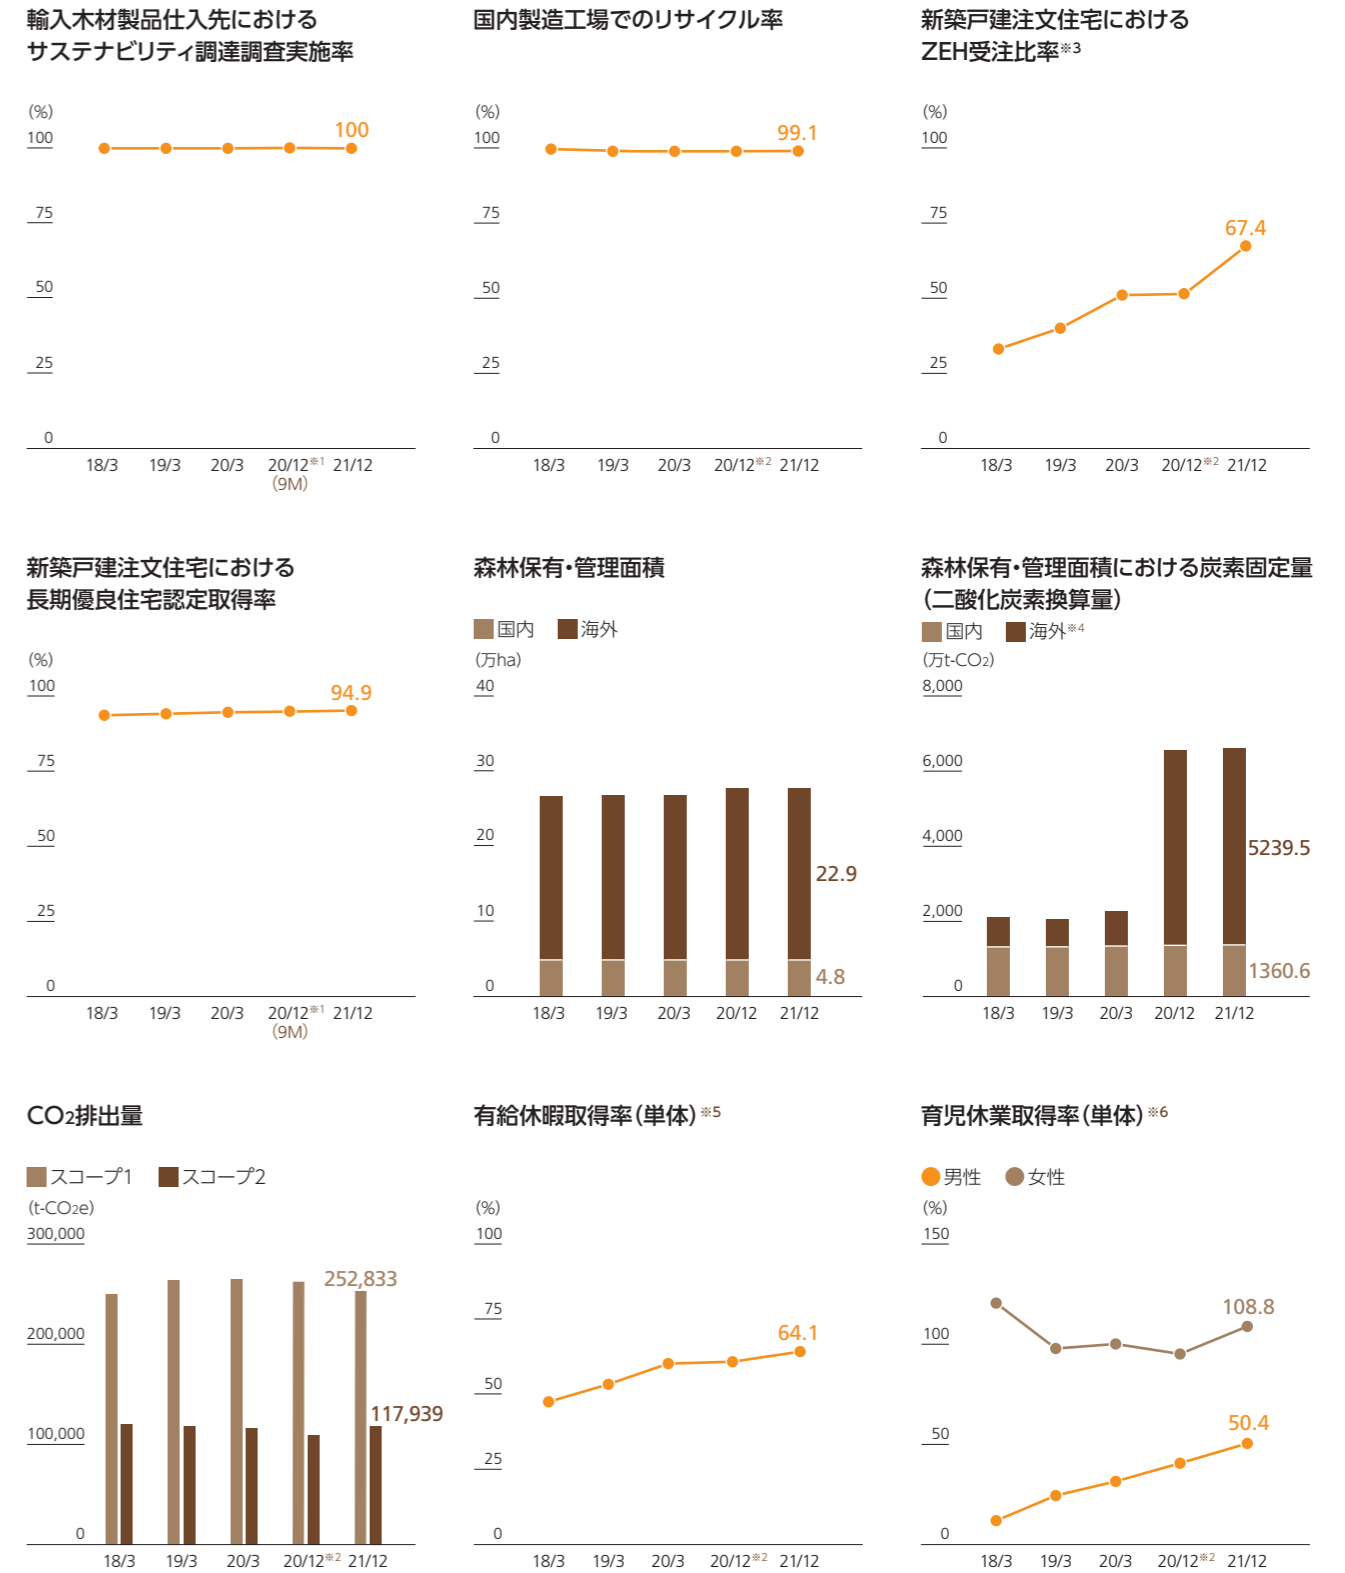 輸入木材製品仕入先における
サステナビリティ調達調査実施率
(%)
100
75
50
25
0
100
18/3 19/3 20/3 20/12※1 21/12
(9M)
国内製造工場でのリサイクル率
(%)
100
75
50
25
0
99.1
18/3 19/3 20/3 20/12※2 21/12
新築戸建注文住宅における
ZEH受注比率※3
(%)
100
75
50
25
0
67.4
18/3 19/3 20/3 20/12※2 21/12
新築戸建注文住宅における
長期優良住宅認定取得率
(%)
100
75
50
25
0
94.9
18/3 19/3 20/3 20/12※1 21/12
(9M)
森林保有・管理面積
国内 海外
(万ha)
40
30
20
10
0
22.9
4.8
18/3 19/3 20/3 20/12 21/12
森林保有・管理面積における炭素固定量
(二酸化炭素換算量)
国内 海外※4
(万t-CO2)
8,000
6,000
4,000
2,000
0
5239.5
1360.6
18/3 19/3 20/3 20/12 21/12
CO2排出量
スコープ1 スコープ2
(t-CO2e)
300,000
200,000
100,000
0
252,833
117,939
18/3 19/3 20/3 20/12※2 21/12
有給休暇取得率(単体)※5
(%)
100
75
50
25
0
64.1
18/3 19/3 20/3 20/12※2 21/12
育児休業取得率(単体)※6
男性 女性
(%)
150
100
50
0
108.8
50.4
18/3 19/3 20/3 20/12※2 21/12